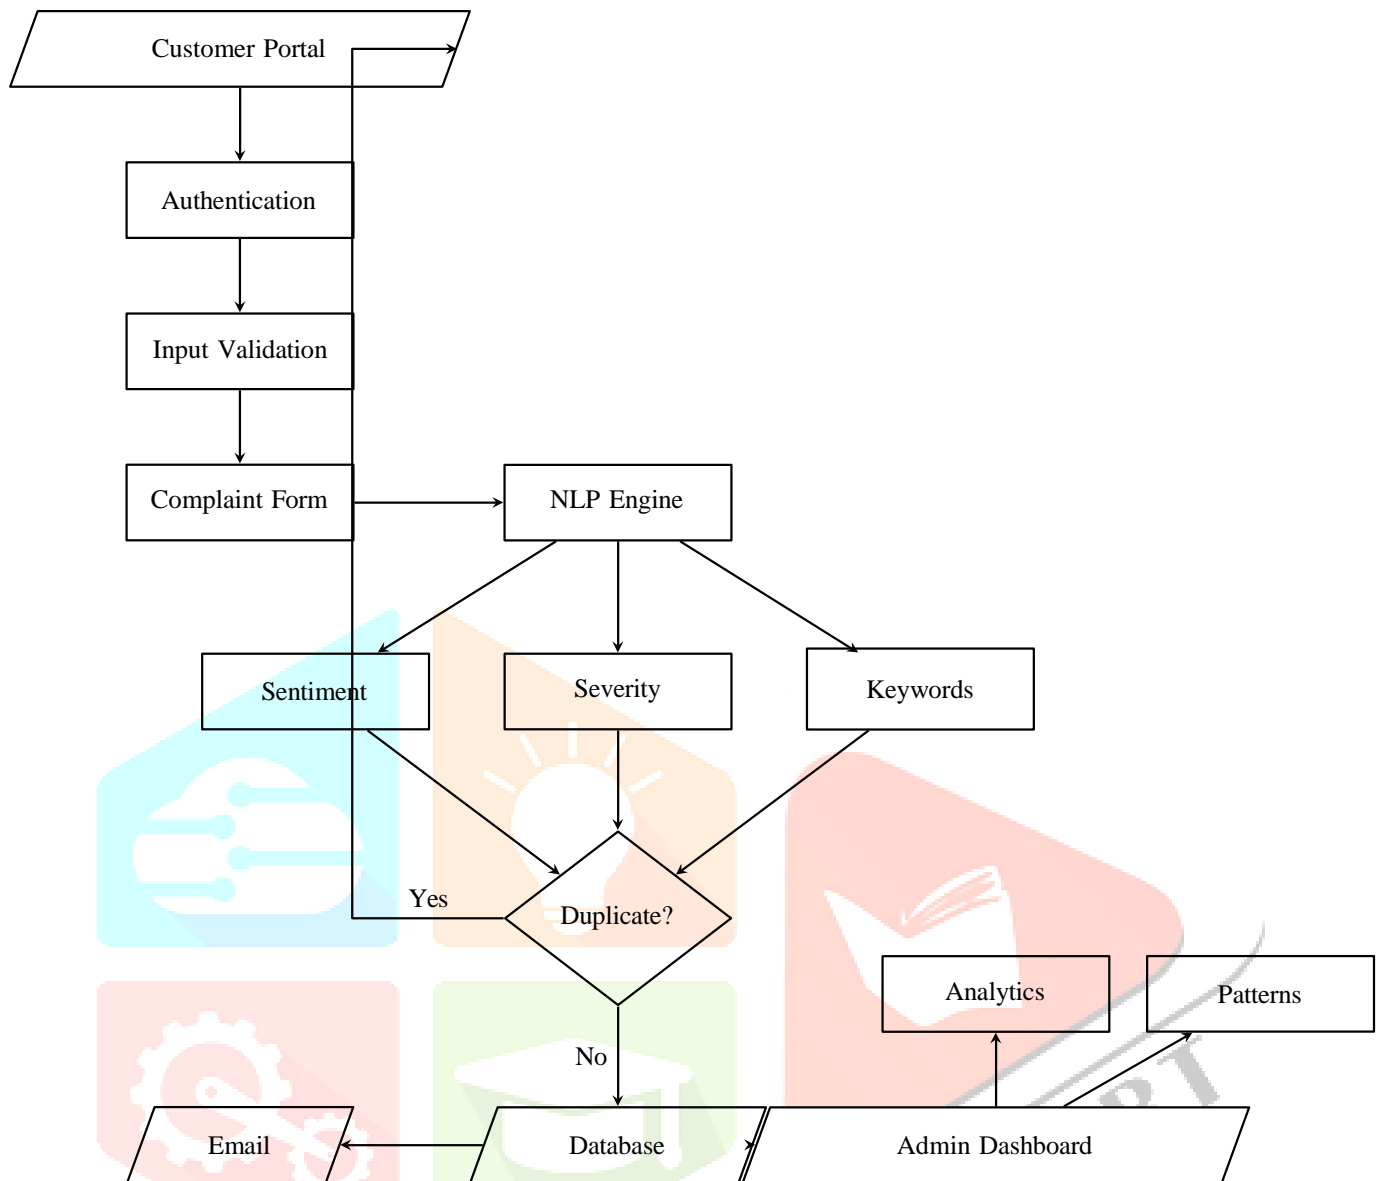 Customer Portal
Authentication
Input Validation
Complaint Form
NLP Engine
Sentiment
Severity
Keywords
Yes
Duplicate?
Analytics
Patterns
No
Email
Database
Admin Dashboard